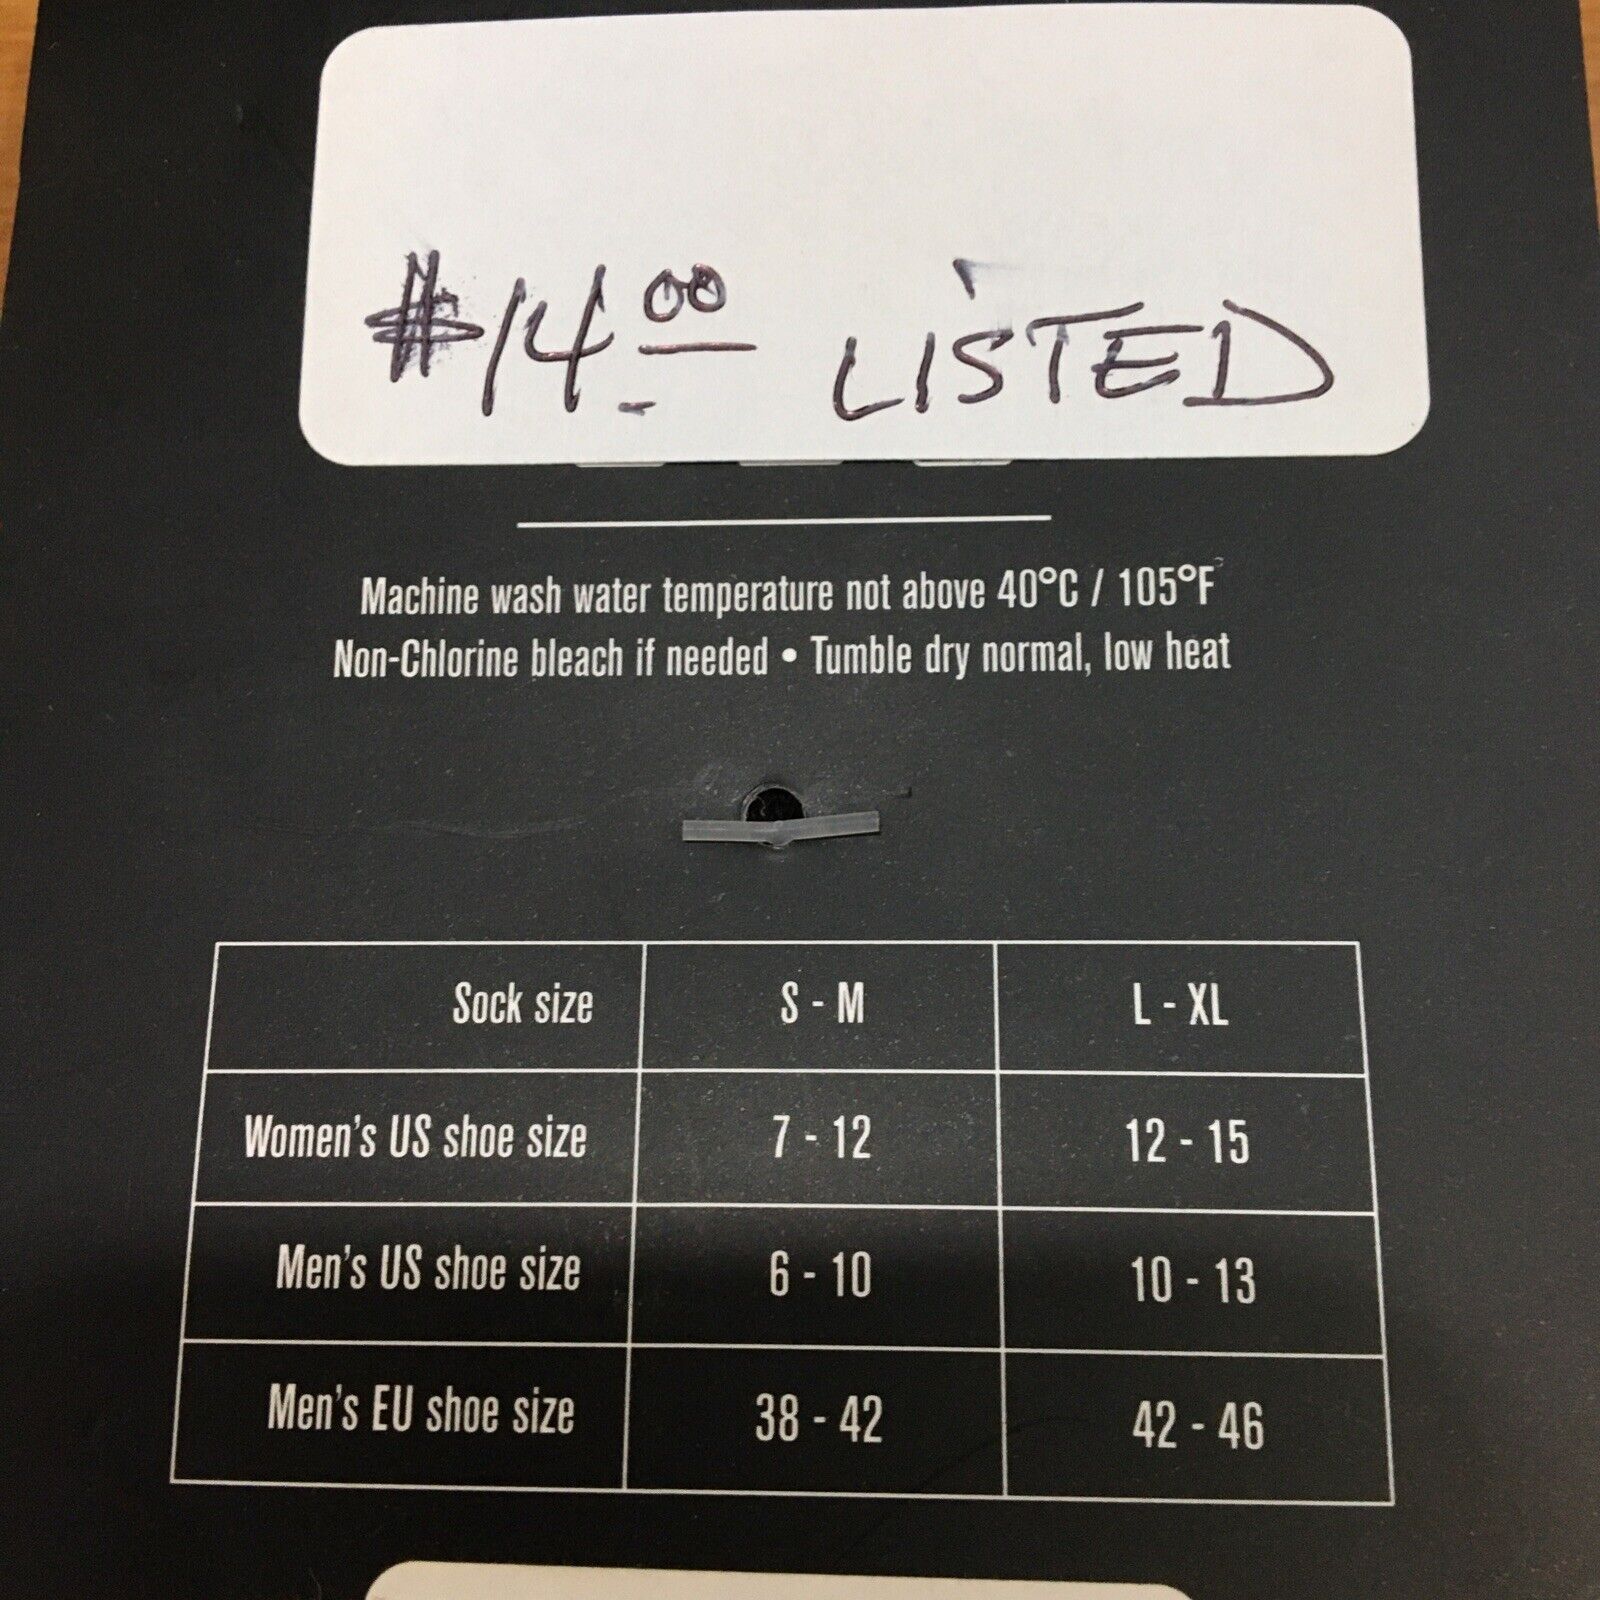 $14.00 LISTED
Machine wash water temperature not above 40°C / 105°F
Non-Chlorine bleach if needed • Tumble dry normal, low heat
Sock size S - M L - XL
Women's US shoe size 7 - 12 12 - 15
Men's US shoe size 6 - 10 10 - 13
Men's EU shoe size 38 - 42 42 - 46